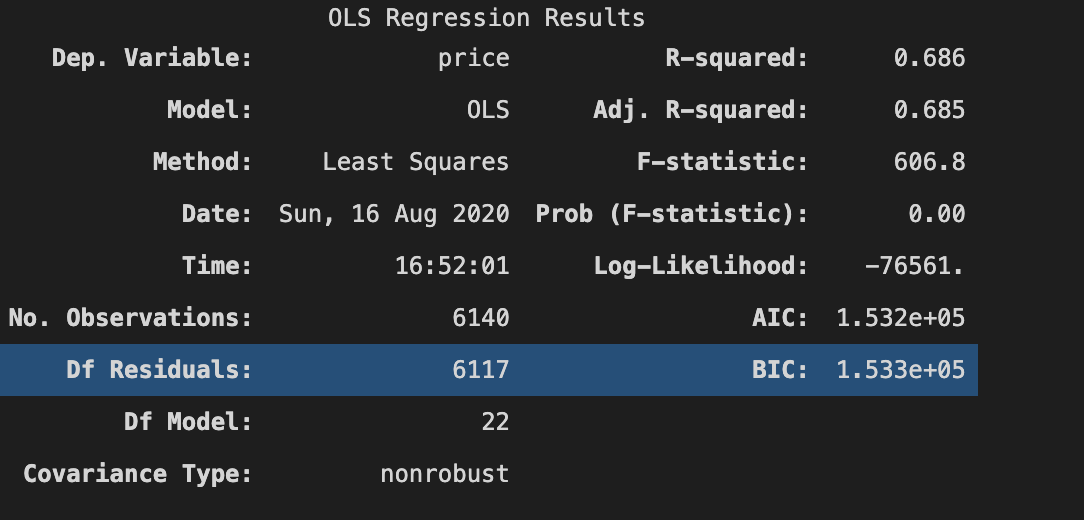 OLS Regression Results
Dep. Variable: price R-squared: 0.686
Model: OLS Adj. R-squared: 0.685
Method: Least Squares F-statistic: 606.8
Date: Sun, 16 Aug 2020 Prob (F-statistic): 0.00
Time: 16:52:01 Log-Likelihood: -76561.
No. Observations: 6140 AIC: 1.532e+05
Df Residuals: 6117 BIC: 1.533e+05
Df Model: 22
Covariance Type: nonrobust